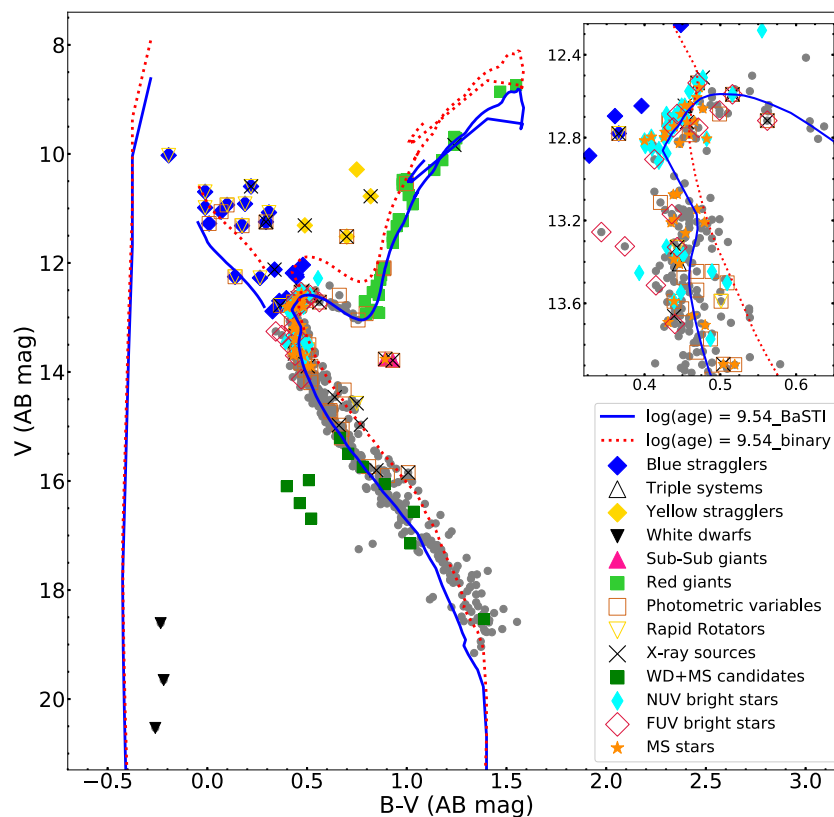 8
10
12
14
16
18
20
V (AB mag)
−0.5
0.0
0.5
1.0
1.5
2.0
2.5
3.0
B-V (AB mag)
12.4
12.8
13.2
13.6
0.4
0.5
0.6
log(age) = 9.54_BaSTI
log(age) = 9.54_binary
Blue stragglers
Triple systems
Yellow stragglers
White dwarfs
Sub-Sub giants
Red giants
Photometric variables
Rapid Rotators
X-ray sources
WD+MS candidates
NUV bright stars
FUV bright stars
MS stars